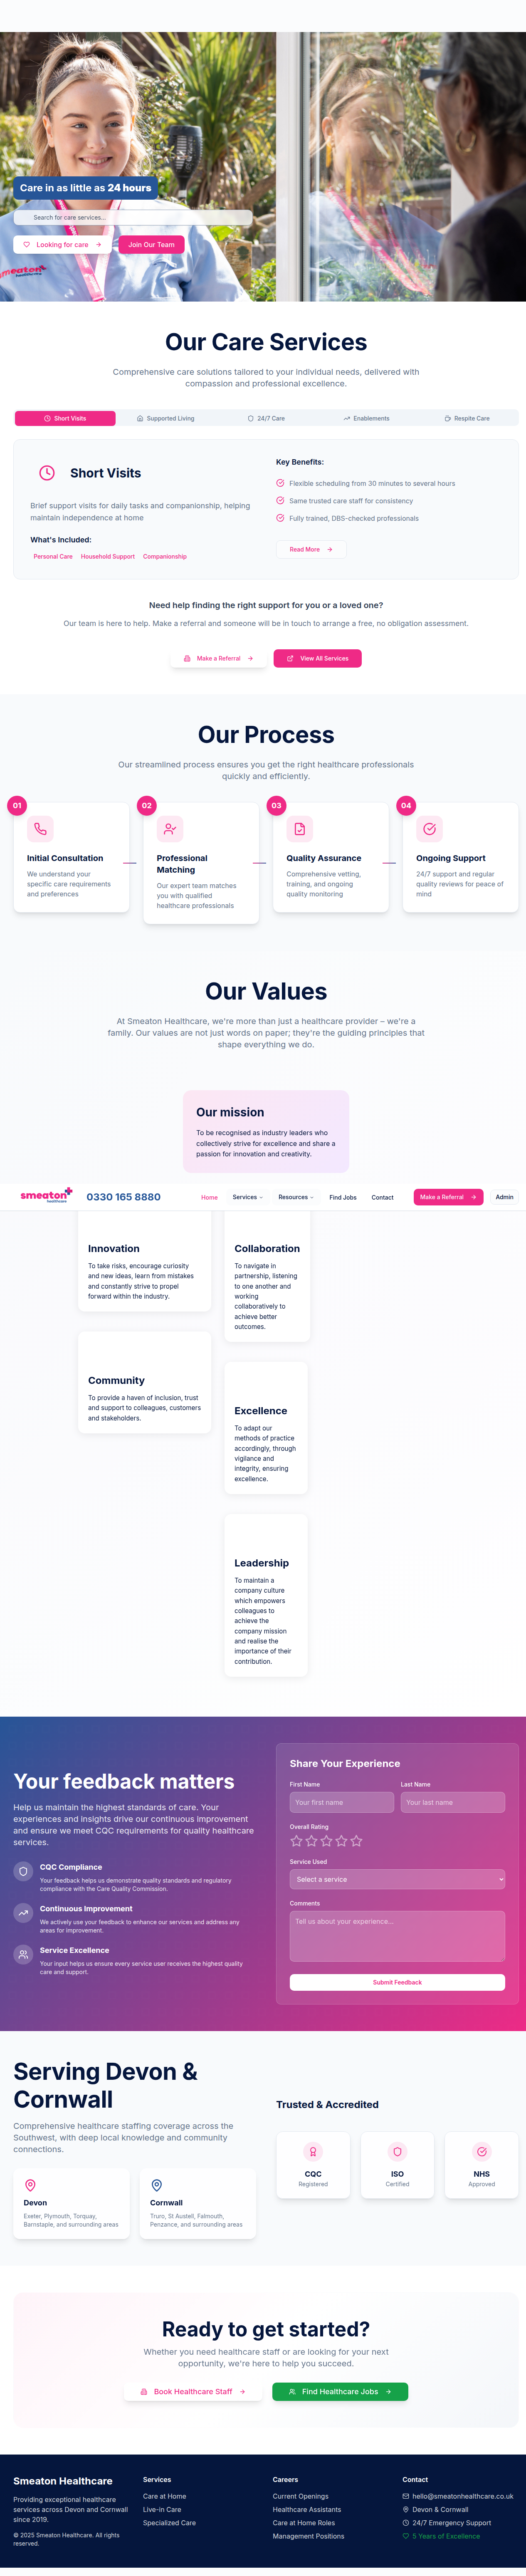 Care in as little as 24 hours
Search for care services...
Looking for care
Join Our Team
smeaton
Our Care Services
Comprehensive care solutions tailored to your individual needs, delivered with
compassion and professional excellence.
Short Visits
Supported Living
24/7 Care
Enablements
Respite Care
Short Visits
Brief support visits for daily tasks and companionship, helping
maintain independence at home
What's Included:
Personal Care
Household Support
Companionship
Key Benefits:
Flexible scheduling from 30 minutes to several hours
Same trusted care staff for consistency
Fully trained, DBS-checked professionals
Read More
Need help finding the right support for you or a loved one?
Our team is here to help. Make a referral and someone will be in touch to arrange a free, no obligation assessment.
Make a Referral
View All Services
Our Process
Our streamlined process ensures you get the right healthcare professionals
quickly and efficiently.
01
Initial Consultation
We understand your
specific care requirements
and preferences
02
Professional
Matching
Our expert team matches
you with qualified
healthcare professionals
03
Quality Assurance
Comprehensive vetting,
training, and ongoing
quality monitoring
04
Ongoing Support
24/7 support and regular
quality reviews for peace of
mind
Our Values
At Smeaton Healthcare, we're more than just a healthcare provider – we're a
family. Our values are not just words on paper; they're the guiding principles that
shape everything we do.
Our mission
To be recognised as industry leaders who
collectively strive for excellence and share a
passion for innovation and creativity.
smeaton
healthcare
0330 165 8880
Home
Services
Resources
Find Jobs
Contact
Make a Referral
Admin
Innovation
To take risks, encourage curiosity
and new ideas, learn from mistakes
and constantly strive to propel
forward within the industry.
Collaboration
To navigate in
partnership, listening
to one another and
working
collaboratively to
achieve better
outcomes.
Community
To provide a haven of inclusion, trust
and support to colleagues, customers
and stakeholders.
Excellence
To adapt our
methods of practice
accordingly, through
vigilance and
integrity, ensuring
excellence.
Leadership
To maintain a
company culture
which empowers
colleagues to
achieve the
company mission
and realise the
importance of their
contribution.
Your feedback matters
Help us maintain the highest standards of care. Your
experiences and insights drive our continuous improvement
and ensure we meet CQC requirements for quality healthcare
services.
CQC Compliance
Your feedback helps us demonstrate quality standards and regulatory
compliance with the Care Quality Commission.
Continuous Improvement
We actively use your feedback to enhance our services and address any
areas for improvement.
Service Excellence
Your input helps us ensure every service user receives the highest quality
care and support.
Share Your Experience
First Name
Last Name
Your first name
Your last name
Overall Rating
Service Used
Select a service
Comments
Tell us about your experience...
Submit Feedback
Serving Devon &
Cornwall
Comprehensive healthcare staffing coverage across the
Southwest, with deep local knowledge and community
connections.
Devon
Exeter, Plymouth, Torquay,
Barnstaple, and surrounding areas
Cornwall
Truro, St Austell, Falmouth,
Penzance, and surrounding areas
Trusted & Accredited
CQC
Registered
ISO
Certified
NHS
Approved
Ready to get started?
Whether you need healthcare staff or are looking for your next
opportunity, we're here to help you succeed.
Book Healthcare Staff
Find Healthcare Jobs
Smeaton Healthcare
Providing exceptional healthcare
services across Devon and Cornwall
since 2019.
© 2025 Smeaton Healthcare. All rights
reserved.
Services
Care at Home
Live-in Care
Specialized Care
Careers
Current Openings
Healthcare Assistants
Care at Home Roles
Management Positions
Contact
hello@smeatonhealthcare.co.uk
Devon & Cornwall
24/7 Emergency Support
5 Years of Excellence